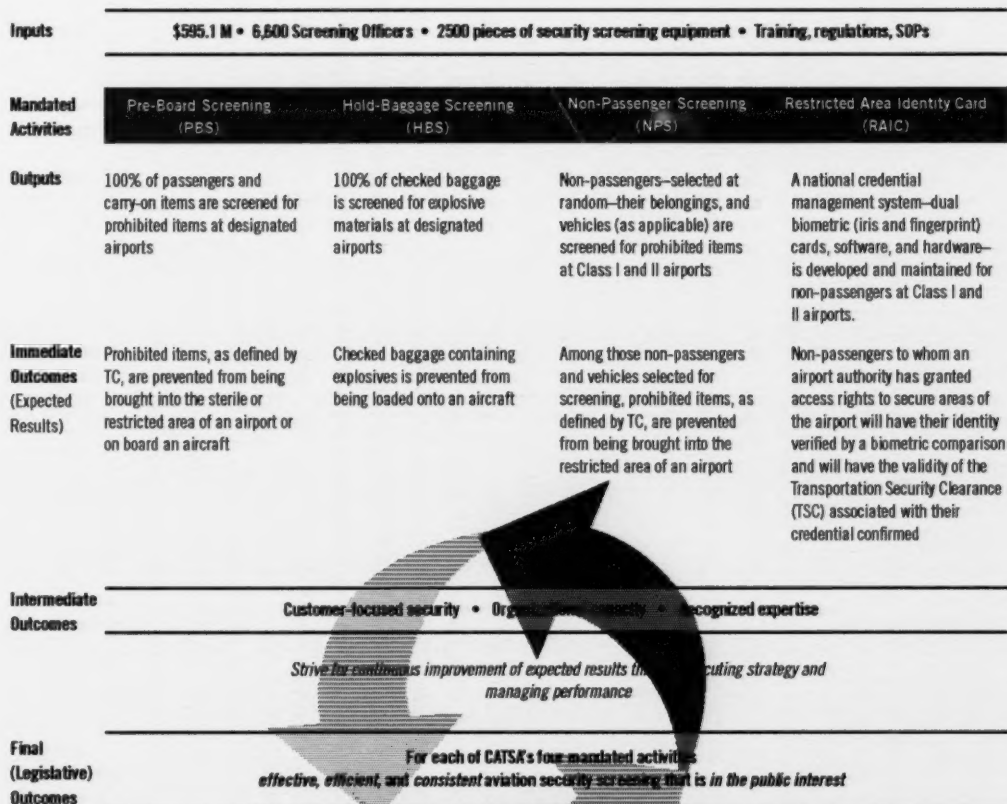 Inputs
$595.1 M • 6,600 Screening Officers • 2500 pieces of security screening equipment • Training, regulations, SOPs
Mandated
Activities
Pre-Board Screening
(PBS)
Hold-Baggage Screening
(HBS)
Non-Passenger Screening
(NPS)
Restricted Area Identity Card
(RAIC)
Outputs
100% of passengers and
carry-on items are screened for
prohibited items at designated
airports
100% of checked baggage
is screened for explosive
materials at designated
airports
Non-passengers–selected at
random–their belongings, and
vehicles (as applicable) are
screened for prohibited items
at Class I and II airports
A national credential
management system–dual
biometric (iris and fingerprint)
cards, software, and hardware–
is developed and maintained for
non-passengers at Class I and
II airports.
Immediate
Outcomes
(Expected
Results)
Prohibited items, as defined by
TC, are prevented from being
brought into the sterile or
restricted area of an airport or
on board an aircraft
Checked baggage containing
explosives is prevented from
being loaded onto an aircraft
Among those non-passengers
and vehicles selected for
screening, prohibited items, as
defined by TC, are prevented
from being brought into the
restricted area of an airport
Non-passengers to whom an
airport authority has granted
access rights to secure areas of
the airport will have their identity
verified by a biometric comparison
and will have the validity of the
Transportation Security Clearance
(TSC) associated with their
credential confirmed
Intermediate
Outcomes
Customer-focused security • Organizational capacity • Recognized expertise
Strive for continuous improvement of expected results strategy and
managing performance
Final
(Legislative)
Outcomes
For each of CATSA's four mandated activities
effective, efficient, and consistent aviation security screening that is in the public interest